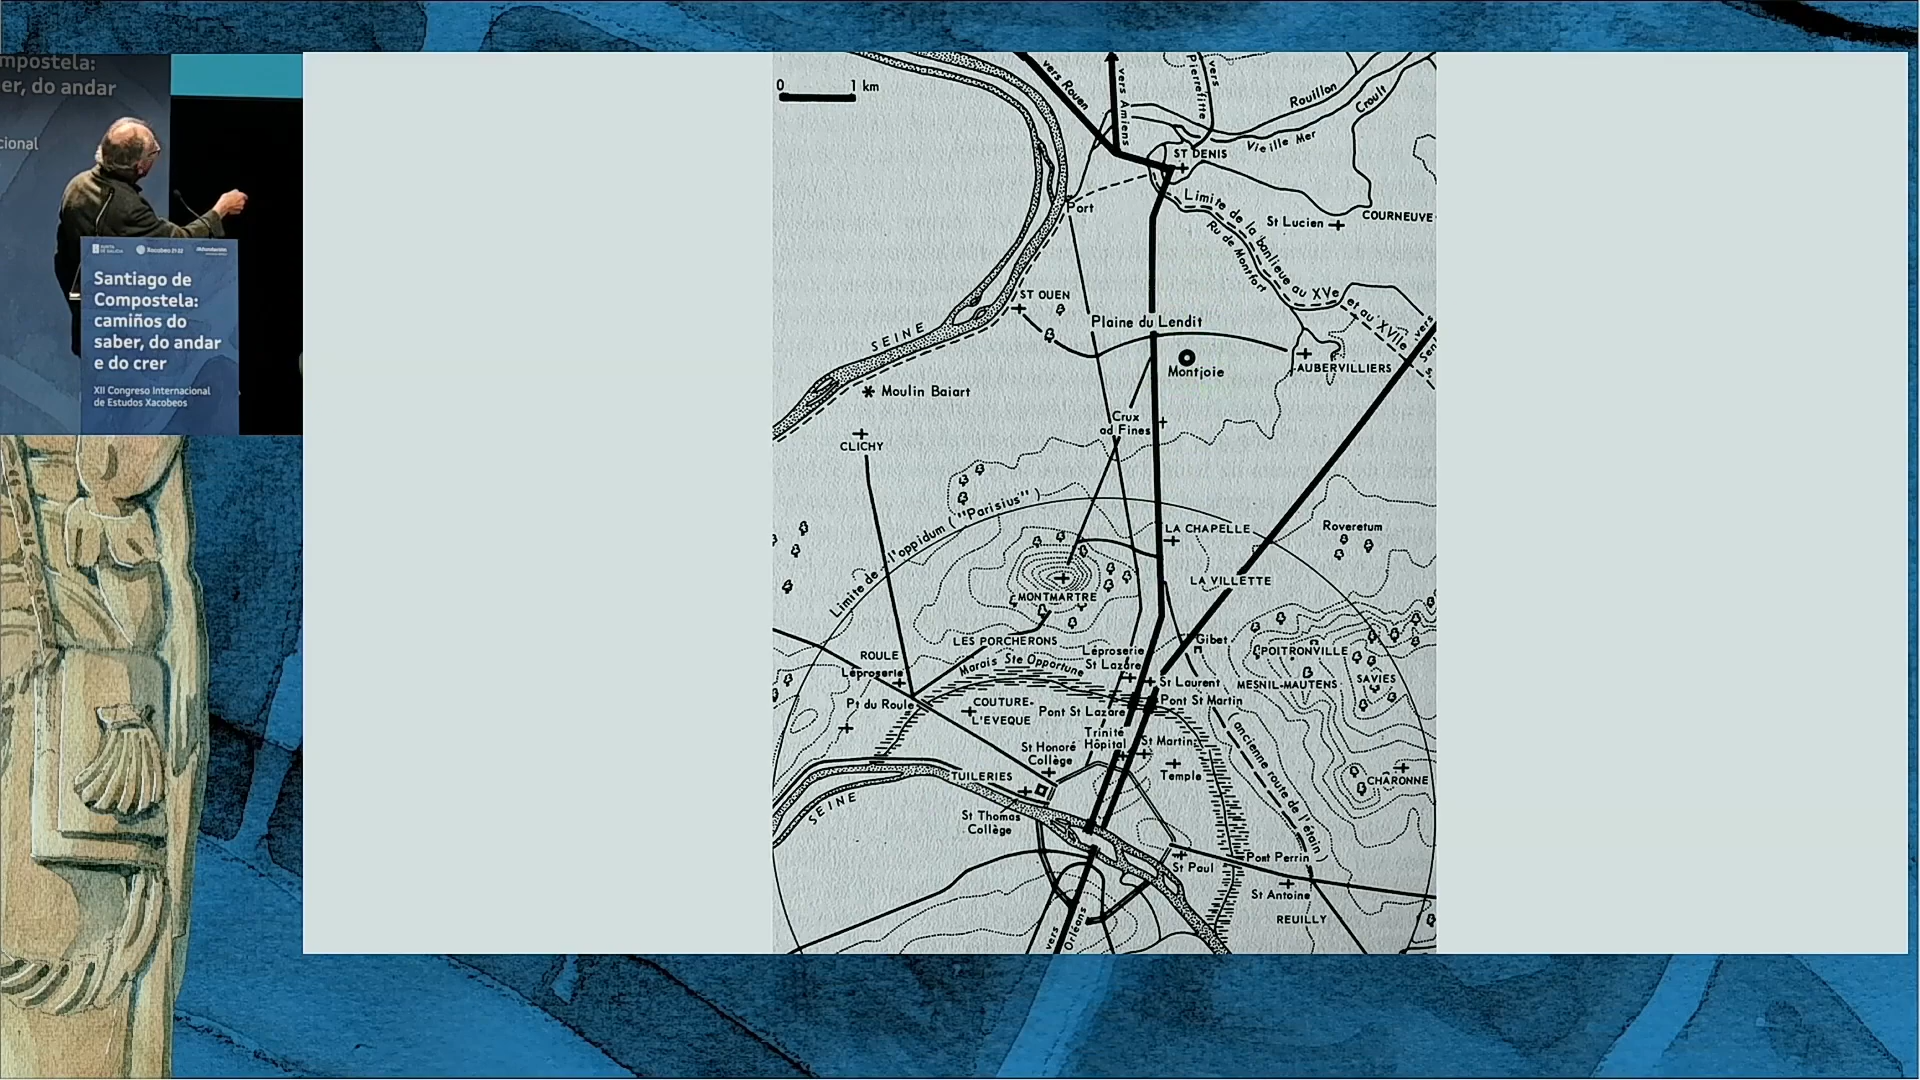 mpostela:
er, do andar
cional
Xacobeo 21·22
Santiago de
Compostela:
camiños do
saber, do andar
e do crer
XII Congreso Internacional
de Estudos Xacobeos
0 1 km
vers Rouen
vers Amiens
vers
Pierrefitte
Rouillon
Croult
Vieille Mer
ST DENIS
Port
Limite de la banlieue au XVe et au XVIIIe s.
Ru de Montfort
St Lucien
COURNEUVE
vers
ST OUEN
Plaine du Lendit
SEINE
Montjoie
AUBERVILLIERS
Moulin Baiart
Crux
ad Fines
CLICHY
Limite de l'oppidum ("Parisius")
LA CHAPELLE
Roveretum
LA VILLETTE
MONTMARTRE
LES PORCHERONS
Gibet
POITRONVILLE
ROULE
Léproserie
Marais Ste Opportune
Léproserie
St Lazare
St Laurent
MESNIL-MAUTENS
SAVIES
Pt du Roule
COUTURE-
L'EVEQUE
Pont St Lazare
Pont St Martin
Trinité
Hôpital
St Martin
St Honoré
Collège
Temple
TUILERIES
CHARONNE
ancienne route de l'étain
SEINE
St Thomas
Collège
St Paul
Pont Perrin
St Antoine
REUILLY
vers
Orléans